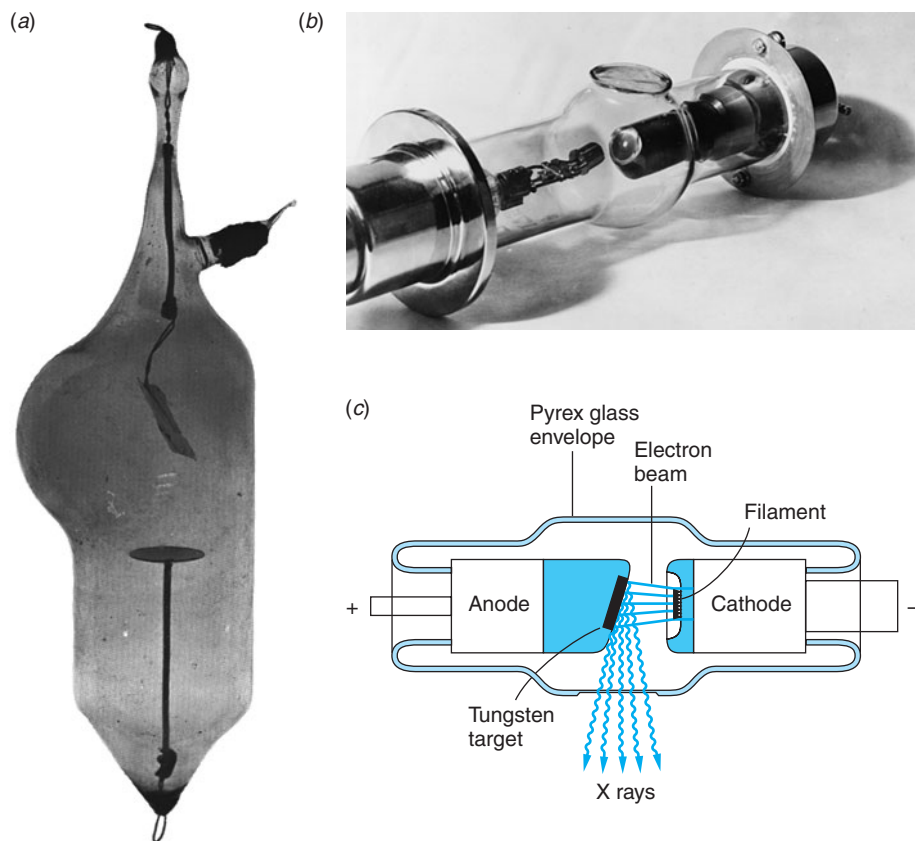 (a)
(b)
(c)
Pyrex glass
envelope
Electron
beam
Filament
+
Anode
Cathode
–
Tungsten
target
X rays